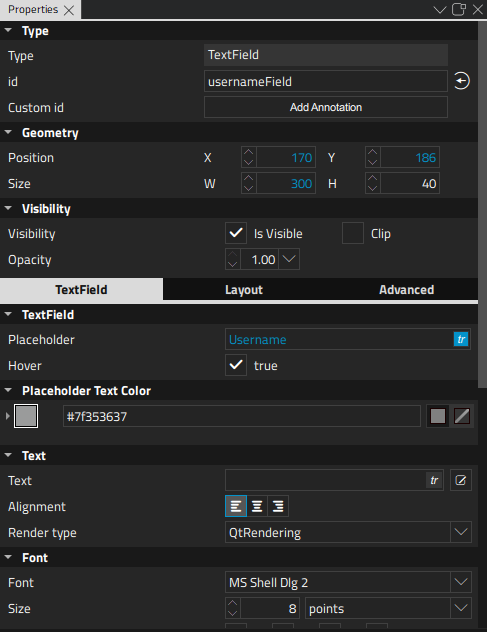 Properties
Type
Type TextField
id usernameField
Custom id Add Annotation
Geometry
Position X 170 Y 186
Size W 300 H 40
Visibility
Visibility Is Visible Clip
Opacity 1.00
TextField Layout Advanced
TextField
Placeholder Username tr
Hover true
Placeholder Text Color
#7f353637
Text
Text tr
Alignment
Render type QtRendering
Font
Font MS Shell Dlg 2
Size 8 points